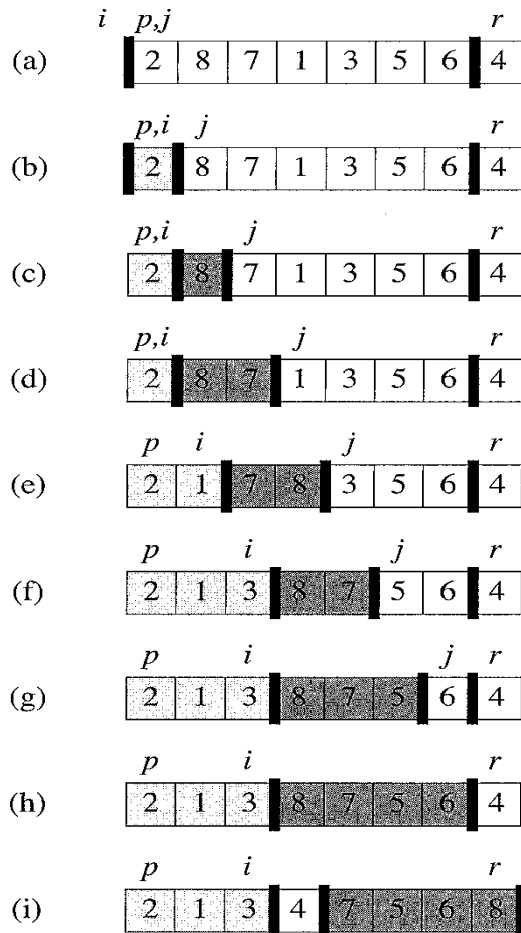 i p,j r
(a) 2 8 7 1 3 5 6 4
p,i j r
(b) 2 8 7 1 3 5 6 4
p,i j r
(c) 2 8 7 1 3 5 6 4
p,i j r
(d) 2 8 7 1 3 5 6 4
p i j r
(e) 2 1 7 8 3 5 6 4
p i j r
(f) 2 1 3 8 7 5 6 4
p i j r
(g) 2 1 3 8 7 5 6 4
p i r
(h) 2 1 3 8 7 5 6 4
p i r
(i) 2 1 3 4 7 5 6 8